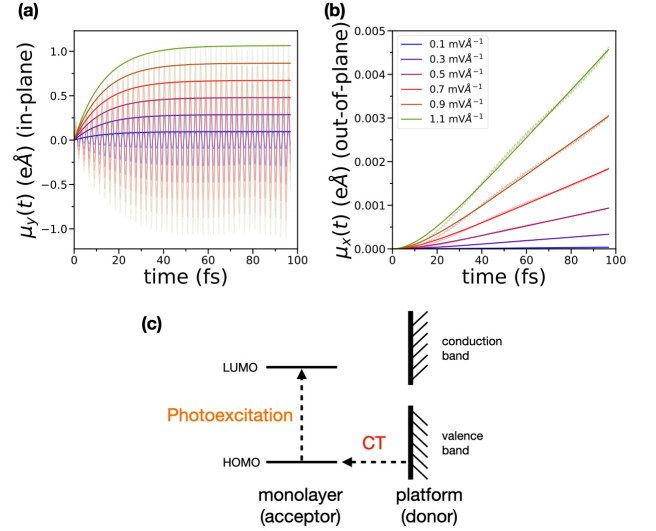 (a)
μy(t) (eÅ) (in-plane)
1.0
0.5
0.0
−0.5
−1.0
0 20 40 60 80 100
time (fs)
(b)
μx(t) (eÅ) (out-of-plane)
0.005
0.004
0.003
0.002
0.001
0.000
0.1 mVÅ⁻¹
0.3 mVÅ⁻¹
0.5 mVÅ⁻¹
0.7 mVÅ⁻¹
0.9 mVÅ⁻¹
1.1 mVÅ⁻¹
0 20 40 60 80 100
time (fs)
(c)
conduction
band
LUMO
Photoexcitation
CT
valence
band
HOMO
monolayer
(acceptor)
platform
(donor)